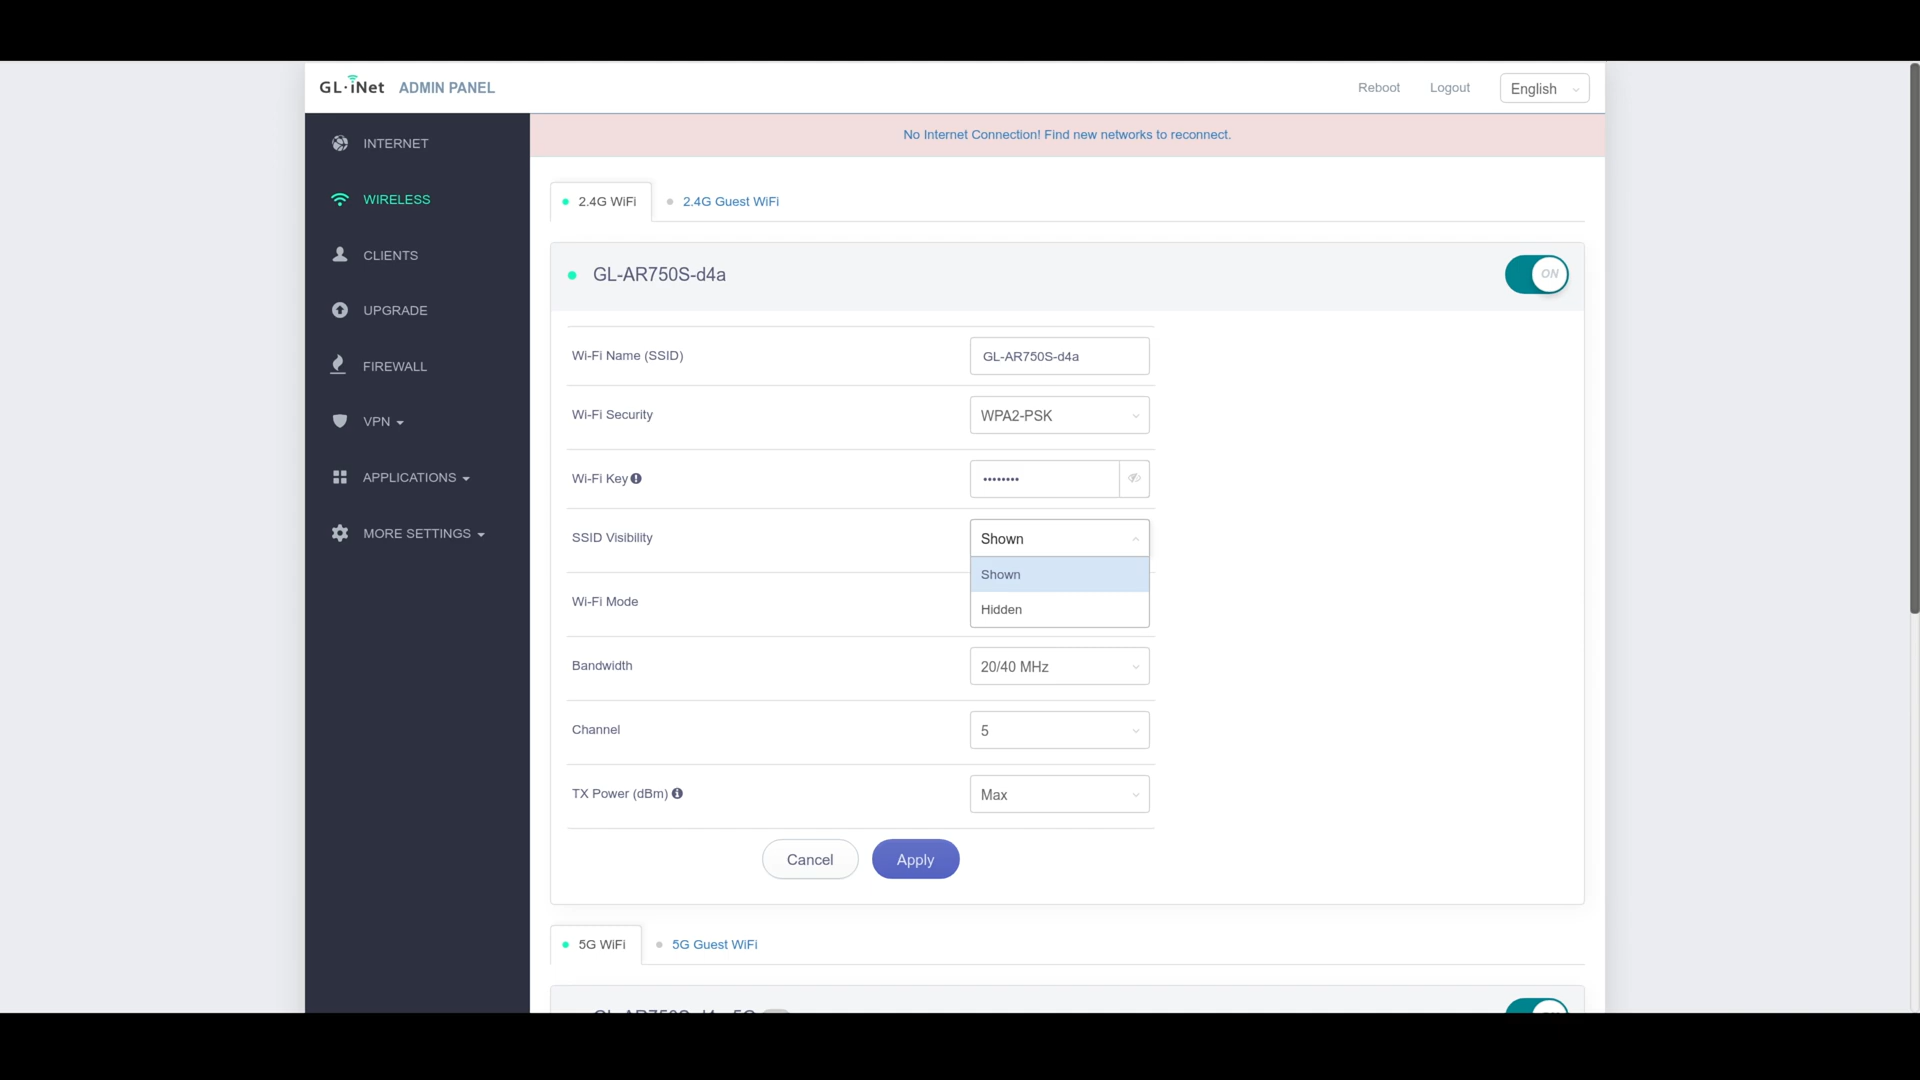 GL·iNet ADMIN PANEL
Reboot
Logout
English
INTERNET
WIRELESS
CLIENTS
UPGRADE
FIREWALL
VPN
APPLICATIONS
MORE SETTINGS
No Internet Connection! Find new networks to reconnect.
2.4G WiFi
2.4G Guest WiFi
GL-AR750S-d4a
ON
Wi-Fi Name (SSID)
GL-AR750S-d4a
Wi-Fi Security
WPA2-PSK
Wi-Fi Key
••••••••
SSID Visibility
Shown
Shown
Hidden
Wi-Fi Mode
Bandwidth
20/40 MHz
Channel
5
TX Power (dBm)
Max
Cancel
Apply
5G WiFi
5G Guest WiFi